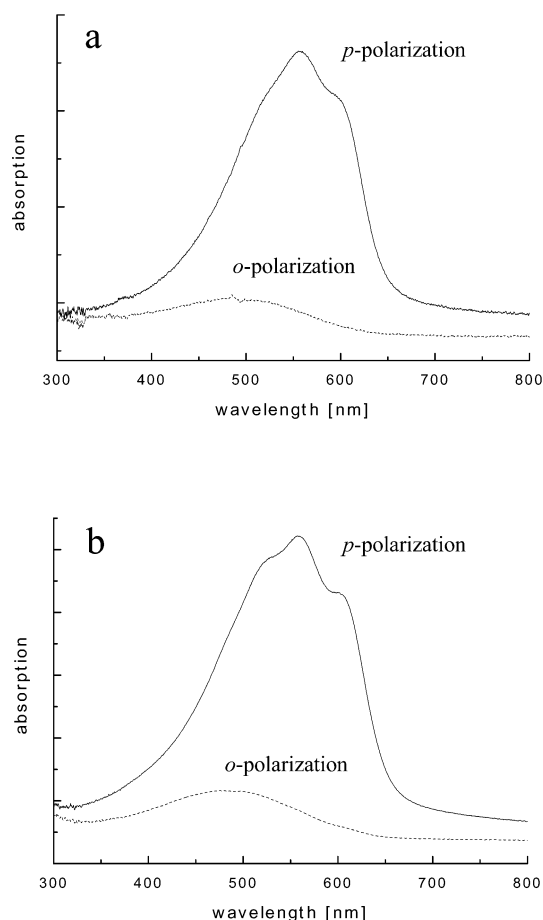 a
p-polarization
absorption
o-polarization
300 400 500 600 700 800
wavelength [nm]
b
p-polarization
absorption
o-polarization
300 400 500 600 700 800
wavelength [nm]